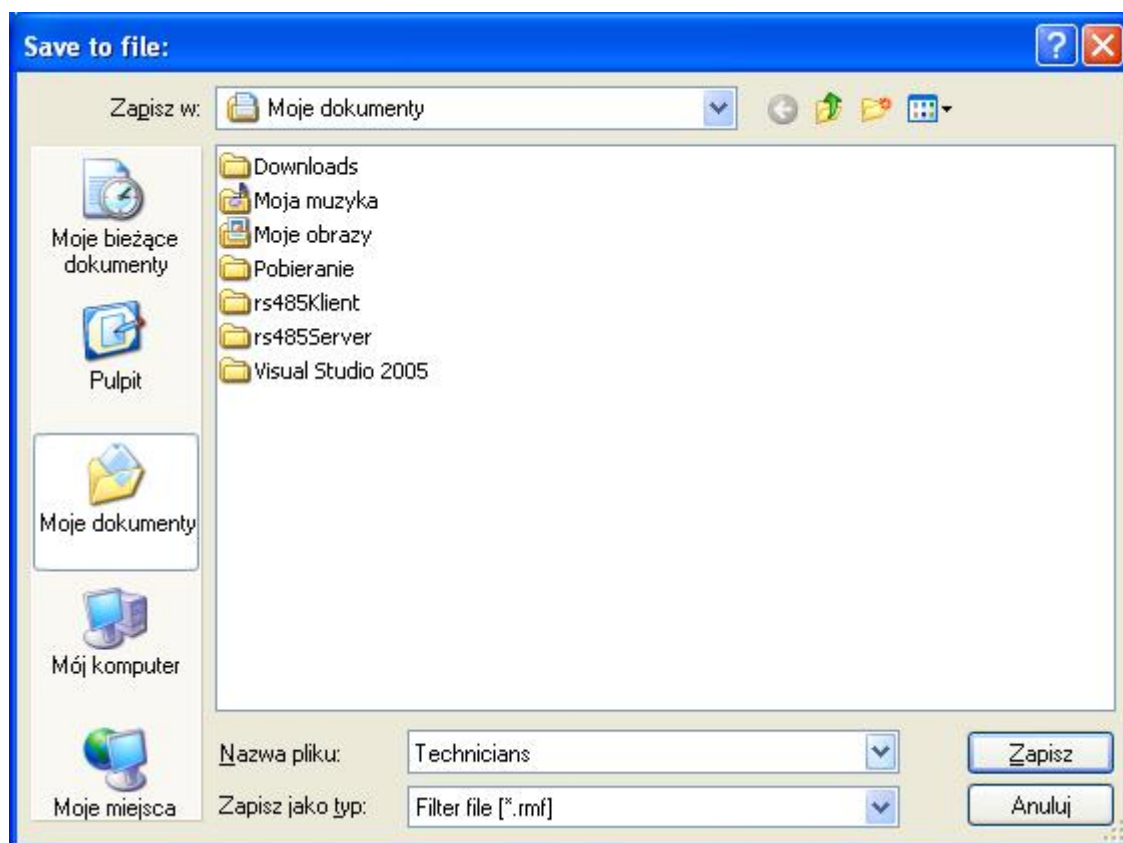 Save to file:
Zapisz w:
Moje dokumenty
Moje bieżące
dokumenty
Pulpit
Moje dokumenty
Mój komputer
Moje miejsca
Downloads
Moja muzyka
Moje obrazy
Pobieranie
rs485Klient
rs485Server
Visual Studio 2005
Nazwa pliku:
Technicians
Zapisz
Zapisz jako typ:
Filter file [*.rmf]
Anuluj